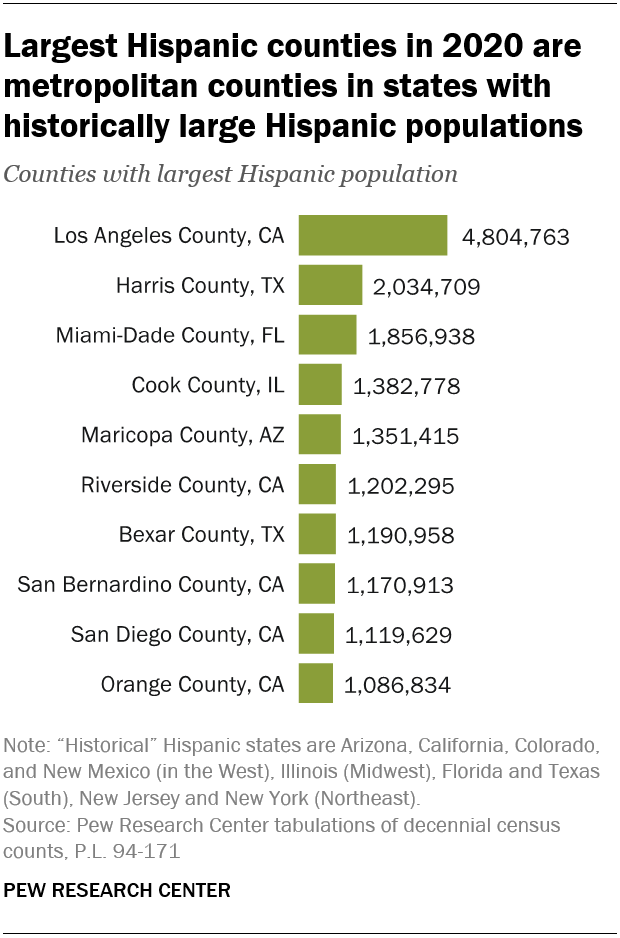 Largest Hispanic counties in 2020 are
metropolitan counties in states with
historically large Hispanic populations
Counties with largest Hispanic population
Los Angeles County, CA 4,804,763
Harris County, TX 2,034,709
Miami-Dade County, FL 1,856,938
Cook County, IL 1,382,778
Maricopa County, AZ 1,351,415
Riverside County, CA 1,202,295
Bexar County, TX 1,190,958
San Bernardino County, CA 1,170,913
San Diego County, CA 1,119,629
Orange County, CA 1,086,834
Note: “Historical” Hispanic states are Arizona, California, Colorado,
and New Mexico (in the West), Illinois (Midwest), Florida and Texas
(South), New Jersey and New York (Northeast).
Source: Pew Research Center tabulations of decennial census
counts, P.L. 94-171
PEW RESEARCH CENTER